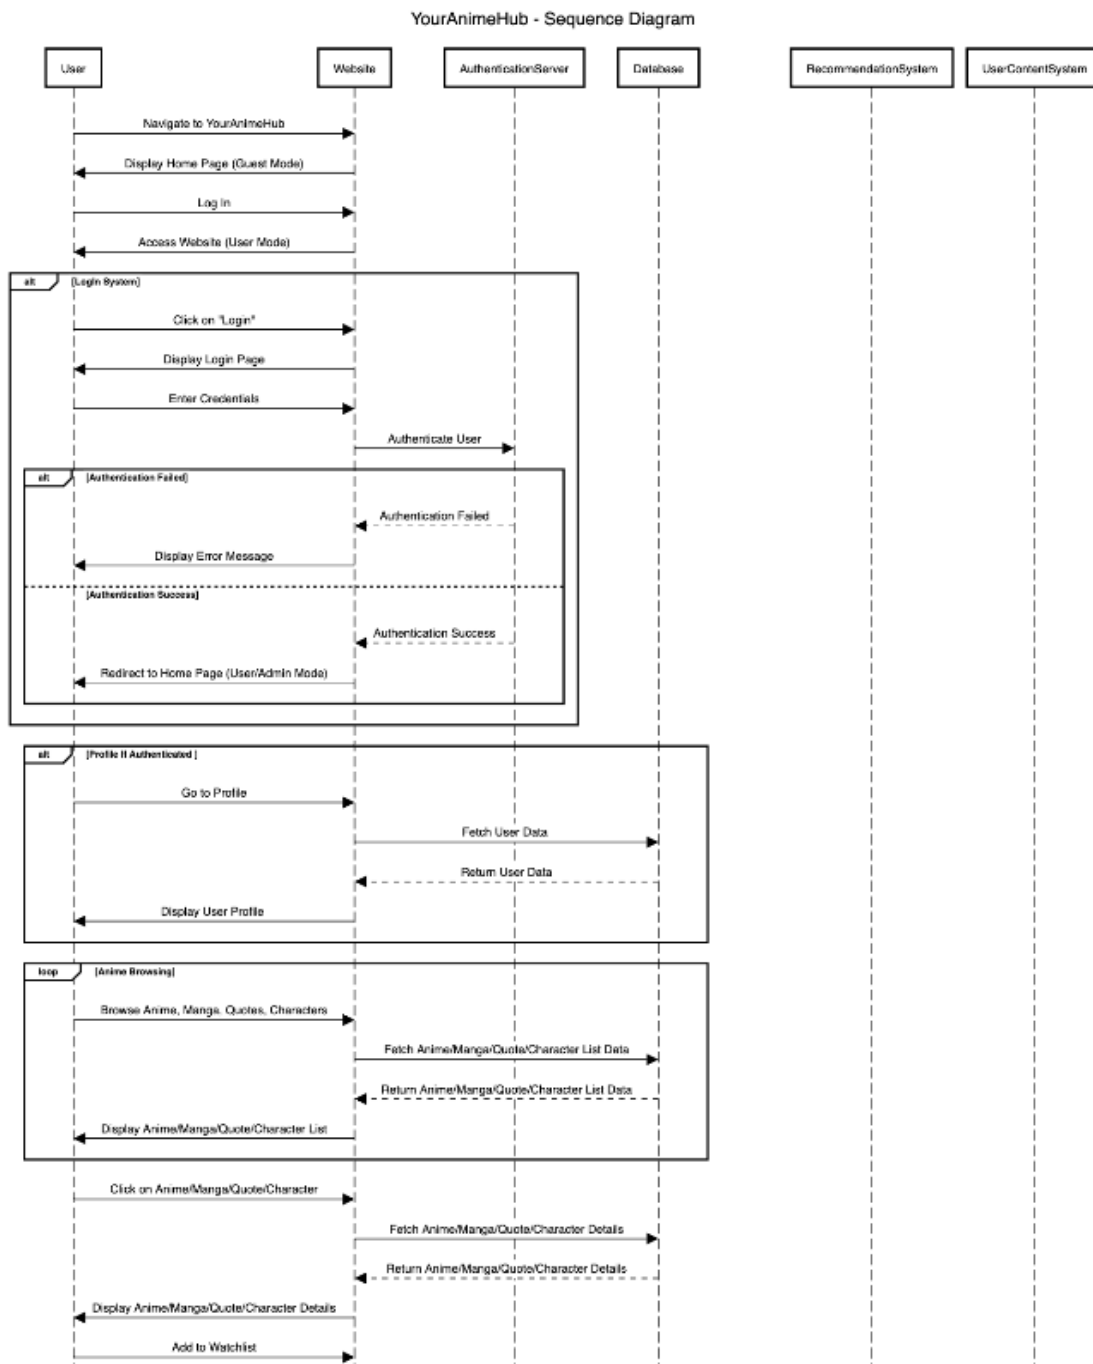 YourAnimeHub - Sequence Diagram
User
Website
AuthenticationServer
Database
RecommendationSystem
UserContentSystem
Navigate to YourAnimeHub
Display Home Page (Guest Mode)
Log In
Access Website (User Mode)
alt
[Login System]
Click on "Login"
Display Login Page
Enter Credentials
Authenticate User
alt
[Authentication Failed]
Authentication Failed
Display Error Message
[Authentication Success]
Authentication Success
Redirect to Home Page (User/Admin Mode)
alt
[Profile If Authenticated ]
Go to Profile
Fetch User Data
Return User Data
Display User Profile
loop
[Anime Browsing]
Browse Anime, Manga, Quotes, Characters
Fetch Anime/Manga/Quote/Character List Data
Return Anime/Manga/Quote/Character List Data
Display Anime/Manga/Quote/Character List
Click on Anime/Manga/Quote/Character
Fetch Anime/Manga/Quote/Character Details
Return Anime/Manga/Quote/Character Details
Display Anime/Manga/Quote/Character Details
Add to Watchlist